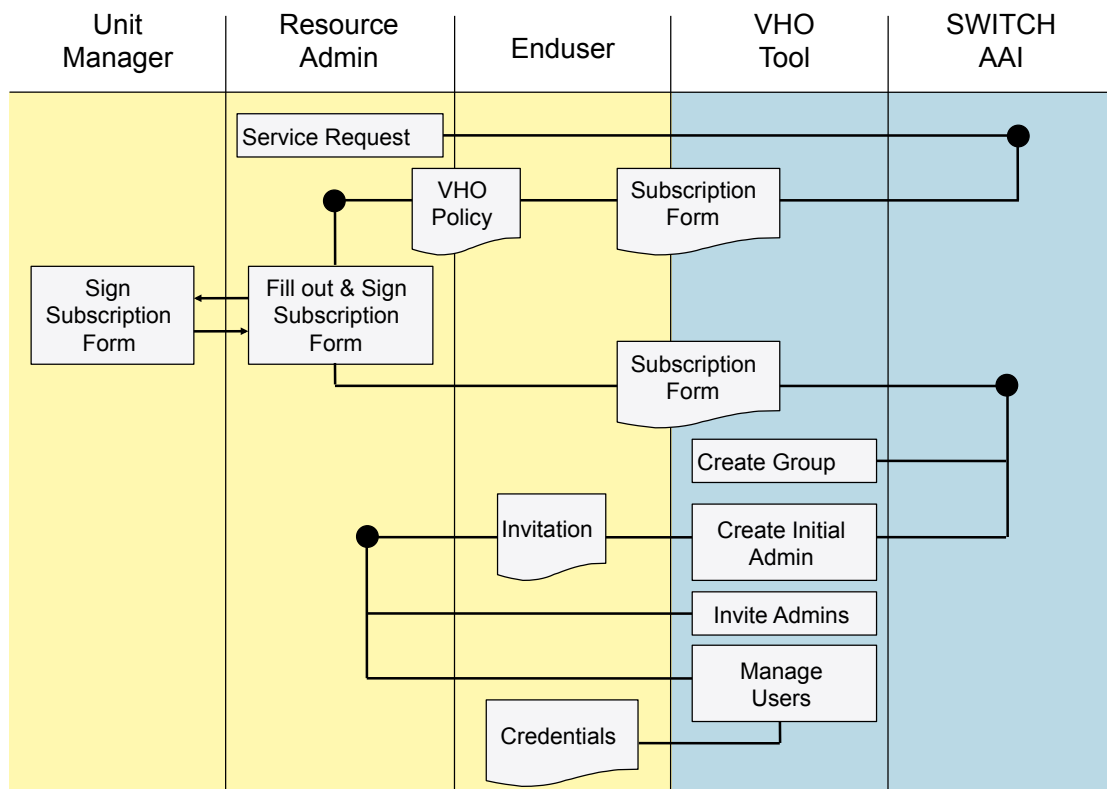 Unit
Manager
Resource
Admin
Enduser
VHO
Tool
SWITCH
AAI
Service Request
VHO
Policy
Subscription
Form
Sign
Subscription
Form
Fill out & Sign
Subscription
Form
Subscription
Form
Create Group
Invitation
Create Initial
Admin
Invite Admins
Manage
Users
Credentials